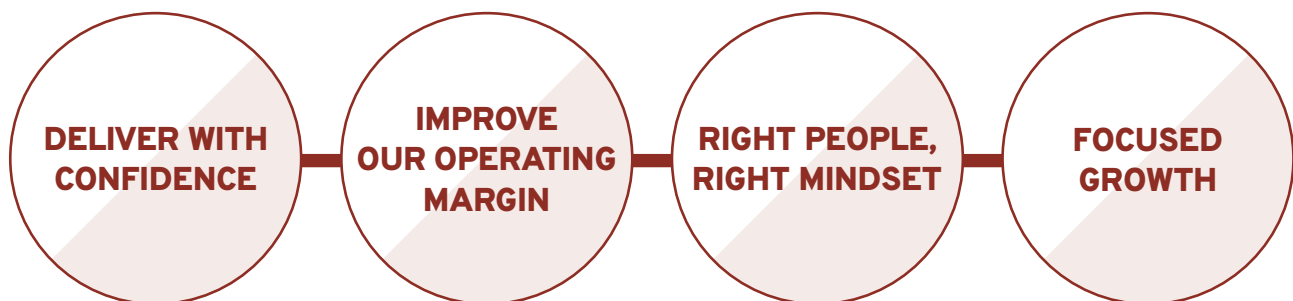 DELIVER WITH
CONFIDENCE
IMPROVE
OUR OPERATING
MARGIN
RIGHT PEOPLE,
RIGHT MINDSET
FOCUSED
GROWTH